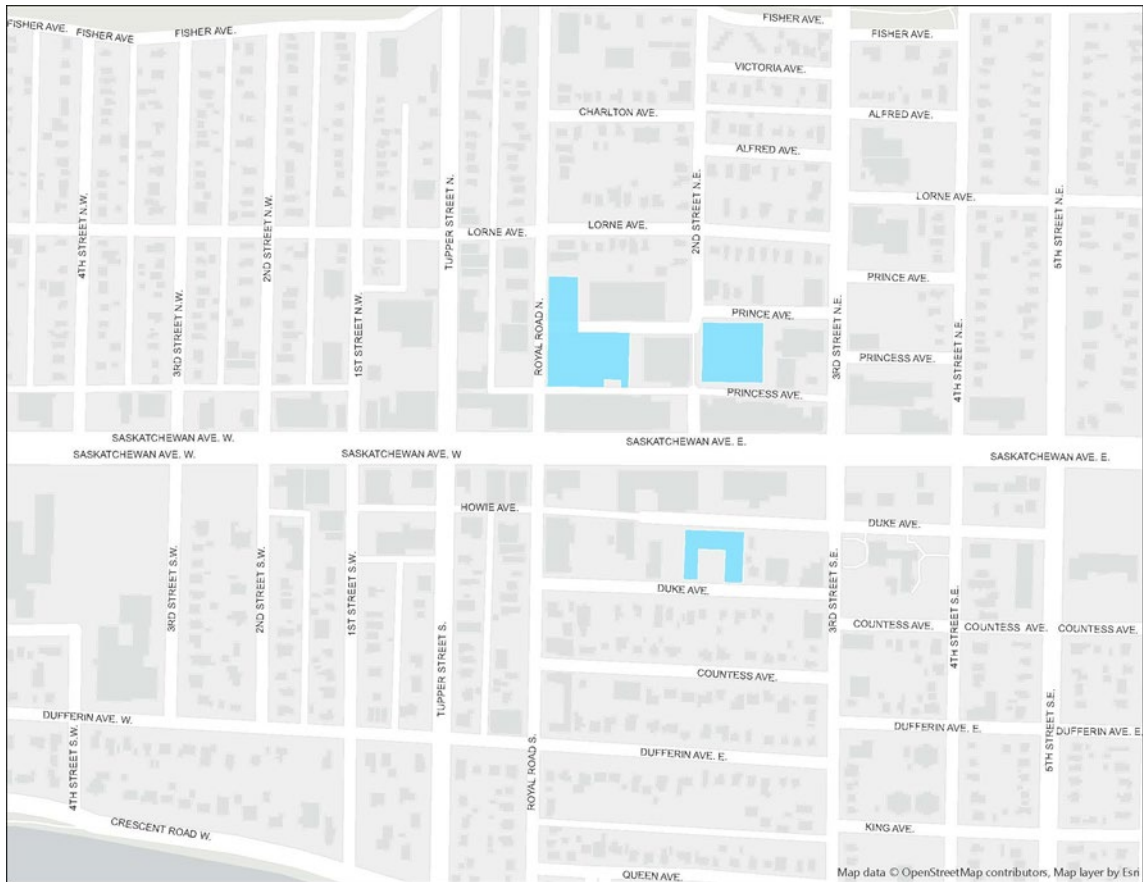 FISHER AVE.
FISHER AVE
FISHER AVE.
FISHER AVE.
FISHER AVE.
VICTORIA AVE.
CHARLTON AVE.
ALFRED AVE.
ALFRED AVE.
LORNE AVE.
LORNE AVE.
LORNE AVE.
4TH STREET N.W.
3RD STREET N.W.
2ND STREET N.W.
1ST STREET N.W.
TUPPER STREET N.
ROYAL ROAD N.
2ND STREET N.E.
3RD STREET N.E.
4TH STREET N.E.
5TH STREET N.E.
PRINCE AVE.
PRINCE AVE.
PRINCESS AVE.
PRINCESS AVE.
SASKATCHEWAN AVE. W.
SASKATCHEWAN AVE. E.
SASKATCHEWAN AVE. W.
SASKATCHEWAN AVE. W
SASKATCHEWAN AVE. E.
HOWIE AVE.
DUKE AVE.
DUKE AVE.
3RD STREET S.W.
2ND STREET S.W.
1ST STREET S.W.
TUPPER STREET S.
3RD STREET S.E.
4TH STREET S.E.
COUNTESS AVE.
COUNTESS AVE.
COUNTESS AVE.
COUNTESS AVE.
DUFFERIN AVE. W.
DUFFERIN AVE. E.
DUFFERIN AVE. E.
DUFFERIN AVE. E.
4TH STREET S.W.
ROYAL ROAD S.
5TH STREET S.E.
CRESCENT ROAD W.
KING AVE.
QUEEN AVE.
Map data © OpenStreetMap contributors, Map layer by Esri